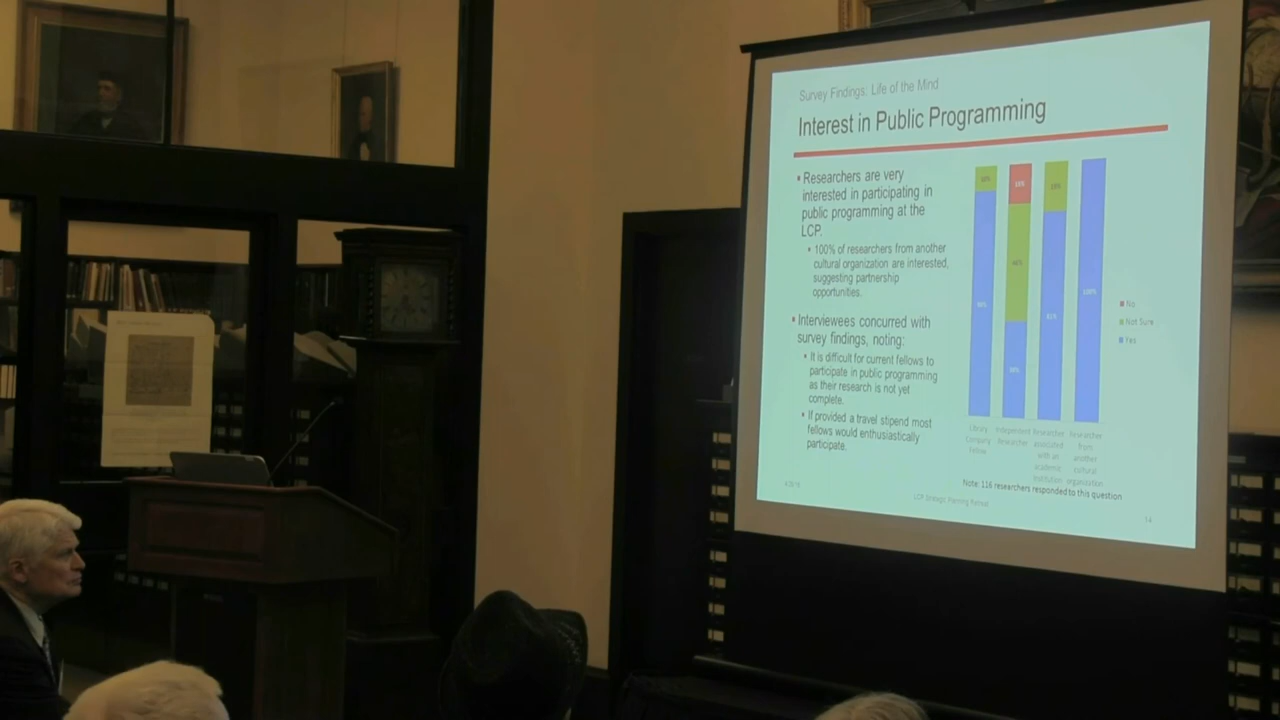 Survey Findings: Life of the Mind
Interest in Public Programming
Researchers are very
interested in participating in
public programming at the
LCP.
100% of researchers from another
cultural organization are interested,
suggesting partnership
opportunities.
Interviewees concurred with
survey findings, noting:
It is difficult for current fellows to
participate in public programming
as their research is not yet
complete.
If provided a travel stipend most
fellows would enthusiastically
participate.
15%
100%
No
Not Sure
Yes
Library
Company
Fellow
Independent
Researcher
Researcher
associated
with an
academic
institution
Researcher
from
another
cultural
organization
Note: 116 researchers responded to this question
LCP Strategic Planning Retreat
14